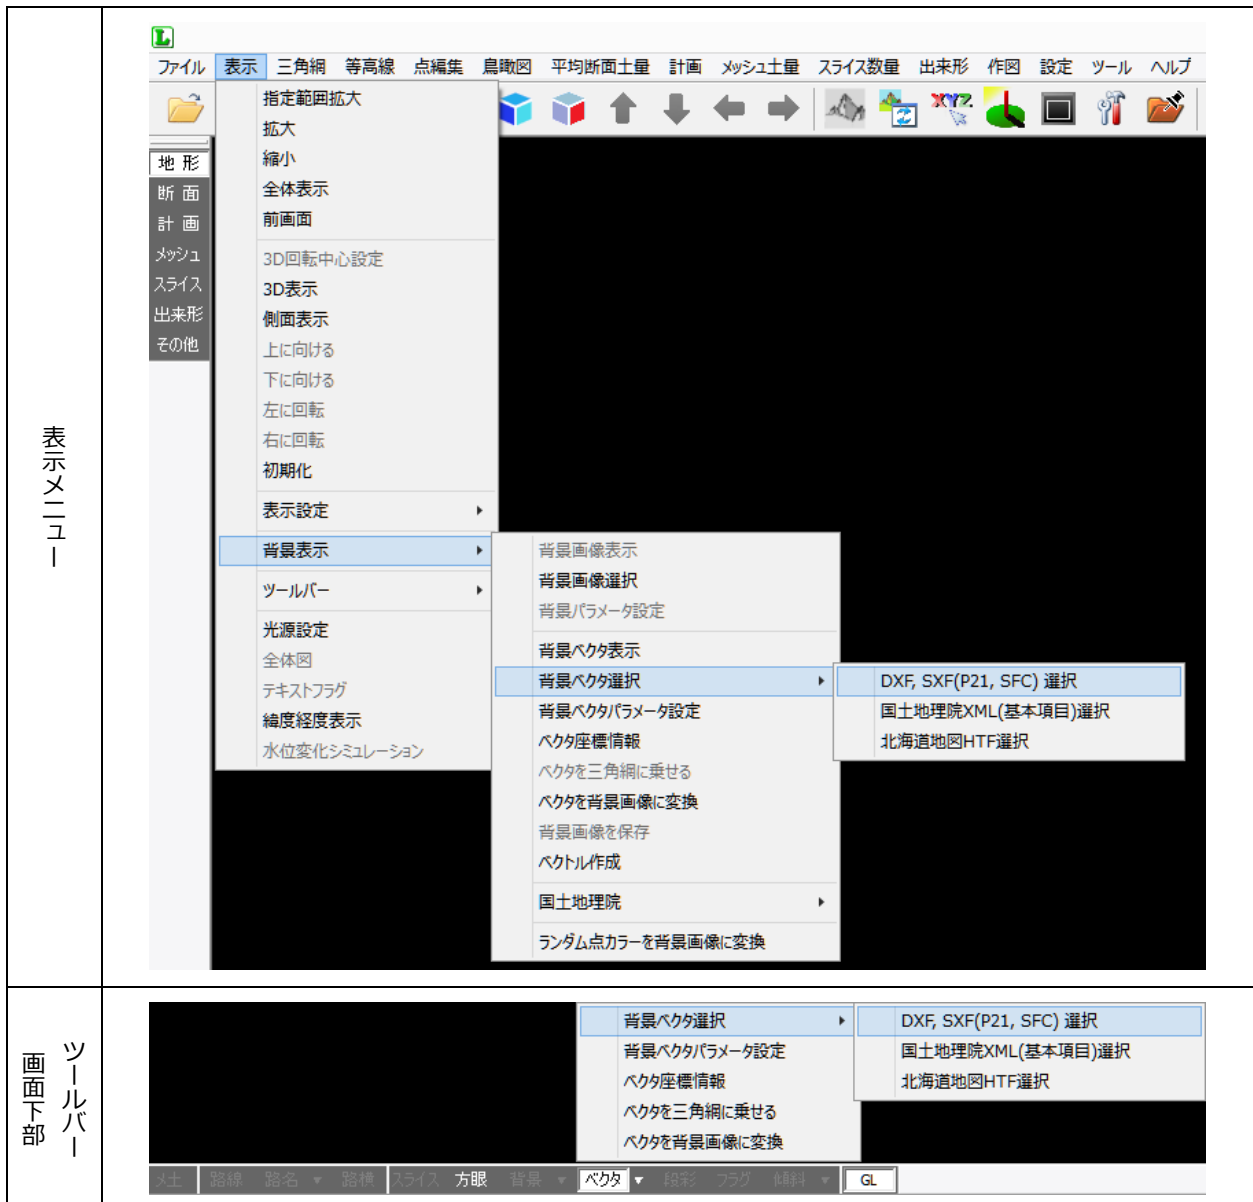 表示メニュー
ファイル 表示 三角網 等高線 点編集 鳥瞰図 平均断面土量 計画 メッシュ土量 スライス数量 出来形 作図 設定 ツール ヘルプ
XYZ
地 形
断 面
計 画
メッシュ
スライス
出来形
その他
指定範囲拡大
拡大
縮小
全体表示
前画面
3D回転中心設定
3D表示
側面表示
上に向ける
下に向ける
左に回転
右に回転
初期化
表示設定
背景表示
ツールバー
光源設定
全体図
テキストフラグ
緯度経度表示
水位変化シミュレーション
背景画像表示
背景画像選択
背景パラメータ設定
背景ベクタ表示
背景ベクタ選択
背景ベクタパラメータ設定
ベクタ座標情報
ベクタを三角網に乗せる
ベクタを背景画像に変換
背景画像を保存
ベクトル作成
国土地理院
ランダム点カラーを背景画像に変換
DXF, SXF(P21, SFC) 選択
国土地理院XML(基本項目)選択
北海道地図HTF選択
ツールバー
画面下部
背景ベクタ選択
背景ベクタパラメータ設定
ベクタ座標情報
ベクタを三角網に乗せる
ベクタを背景画像に変換
DXF, SXF(P21, SFC) 選択
国土地理院XML(基本項目)選択
北海道地図HTF選択
メ土 路線 路名 路横 スライス 方眼 背景 ベクタ 段彩 フラグ 傾斜 GL